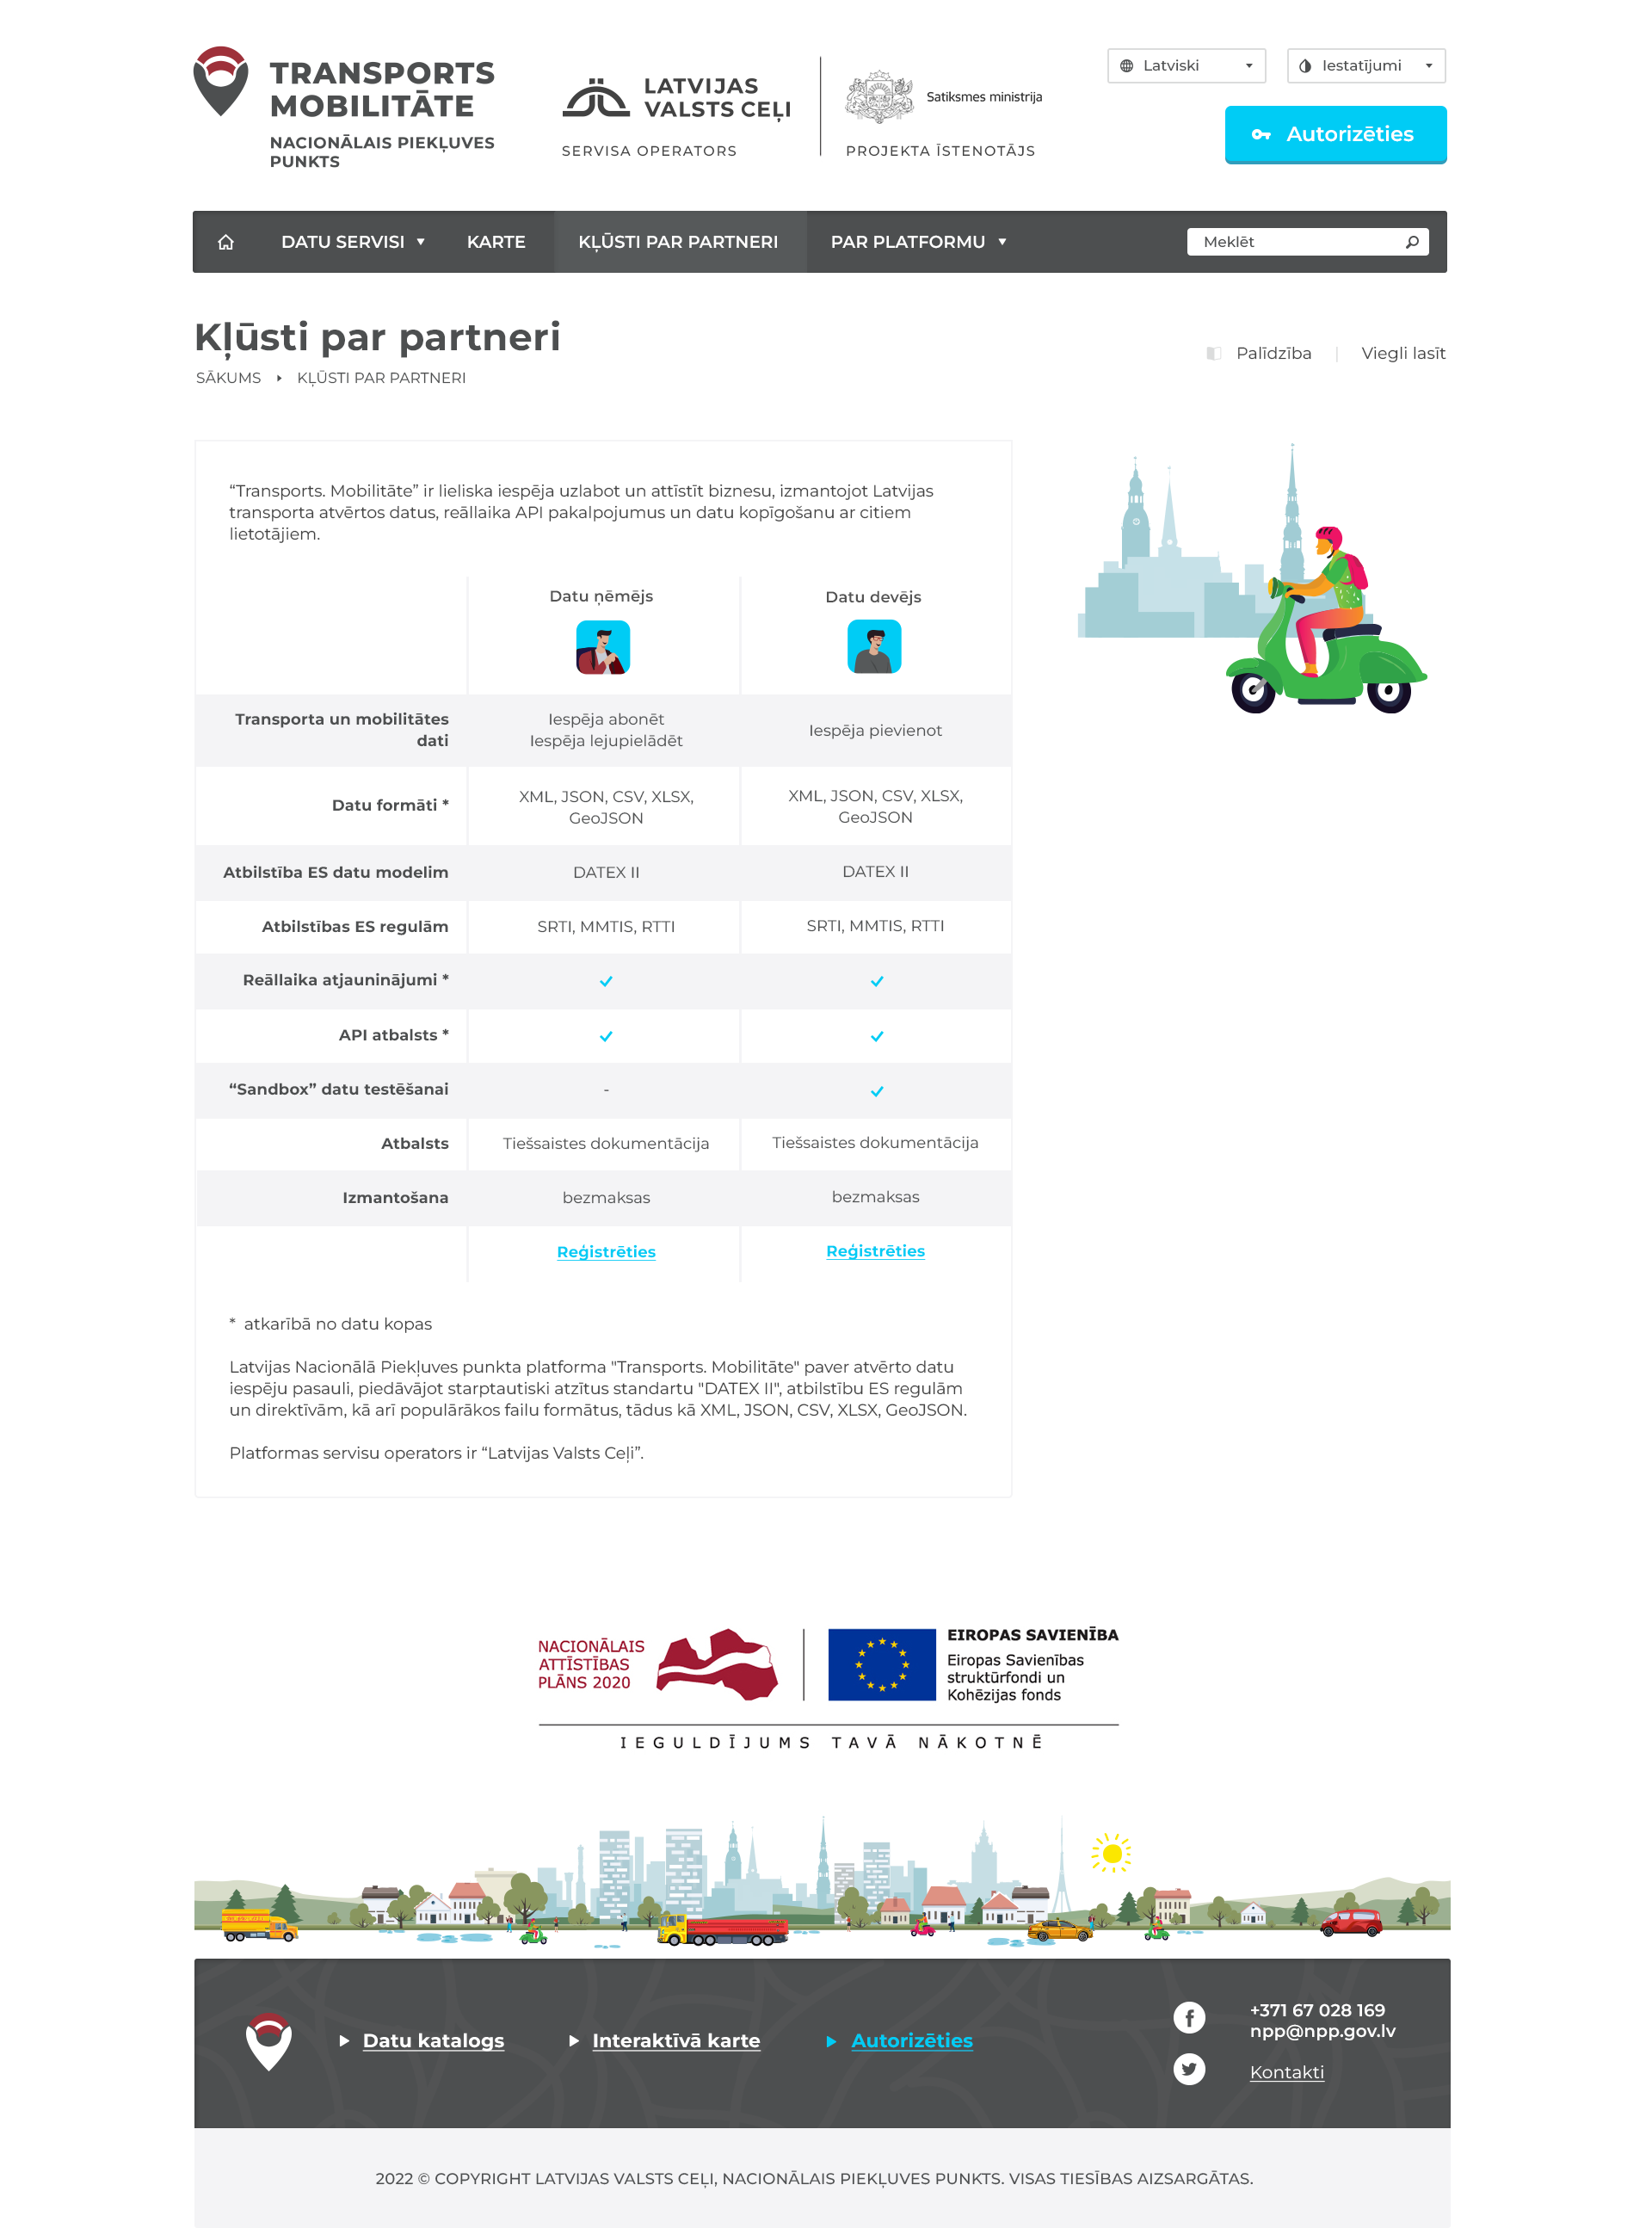 TRANSPORTS
MOBILITĀTE
NACIONĀLAIS PIEKĻUVES
PUNKTS
LATVIJAS
VALSTS CEĻI
SERVISA OPERATORS
Satiksmes ministrija
PROJEKTA ĪSTENOTĀJS
Latviski
Iestatījumi
Autorizēties
DATU SERVISI
KARTE
KĻŪSTI PAR PARTNERI
PAR PLATFORMU
Meklēt
Kļūsti par partneri
SĀKUMS
KĻŪSTI PAR PARTNERI
Palīdzība
Viegli lasīt
“Transports. Mobilitāte” ir lieliska iespēja uzlabot un attīstīt biznesu, izmantojot Latvijas
transporta atvērtos datus, reāllaika API pakalpojumus un datu kopīgošanu ar citiem
lietotājiem.
Datu ņēmējs
Datu devējs
Transporta un mobilitātes
dati
Iespēja abonēt
Iespēja lejupielādēt
Iespēja pievienot
Datu formāti *
XML, JSON, CSV, XLSX,
GeoJSON
XML, JSON, CSV, XLSX,
GeoJSON
Atbilstība ES datu modelim
DATEX II
DATEX II
Atbilstības ES regulām
SRTI, MMTIS, RTTI
SRTI, MMTIS, RTTI
Reāllaika atjauninājumi *
API atbalsts *
“Sandbox” datu testēšanai
-
Atbalsts
Tiešsaistes dokumentācija
Tiešsaistes dokumentācija
Izmantošana
bezmaksas
bezmaksas
Reģistrēties
Reģistrēties
* atkarībā no datu kopas
Latvijas Nacionālā Piekļuves punkta platforma "Transports. Mobilitāte" paver atvērto datu
iespēju pasauli, piedāvājot starptautiski atzītus standartu "DATEX II", atbilstību ES regulām
un direktīvām, kā arī populārākos failu formātus, tādus kā XML, JSON, CSV, XLSX, GeoJSON.
Platformas servisu operators ir “Latvijas Valsts Ceļi”.
NACIONĀLAIS
ATTĪSTĪBAS
PLĀNS 2020
EIROPAS SAVIENĪBA
Eiropas Savienības
struktūrfondi un
Kohēzijas fonds
IEGULDĪJUMS TAVĀ NĀKOTNĒ
Datu katalogs
Interaktīvā karte
Autorizēties
+371 67 028 169
npp@npp.gov.lv
Kontakti
2022 © COPYRIGHT LATVIJAS VALSTS CEĻI, NACIONĀLAIS PIEKĻUVES PUNKTS. VISAS TIESĪBAS AIZSARGĀTAS.